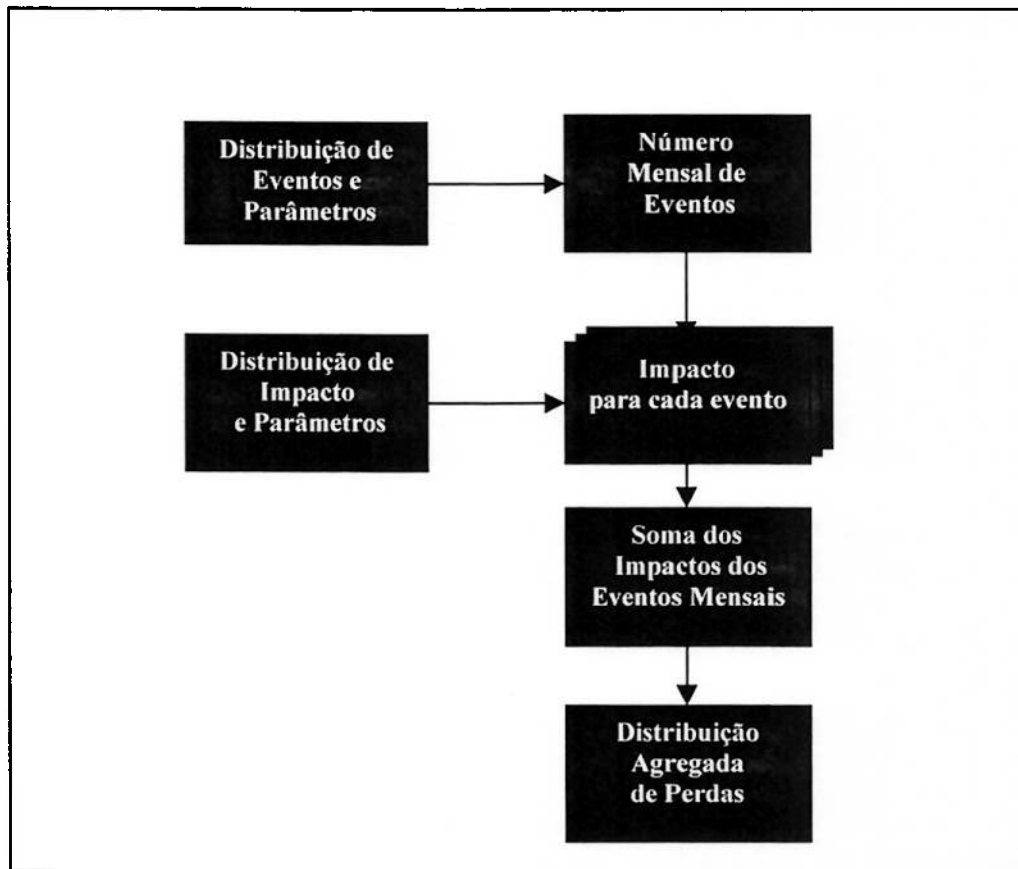 Distribuição de
Eventos e
Parâmetros
Número
Mensal de
Eventos
Distribuição de
Impacto
e Parâmetros
Impacto
para cada evento
Soma dos
Impactos dos
Eventos Mensais
Distribuição
Agregada
de Perdas